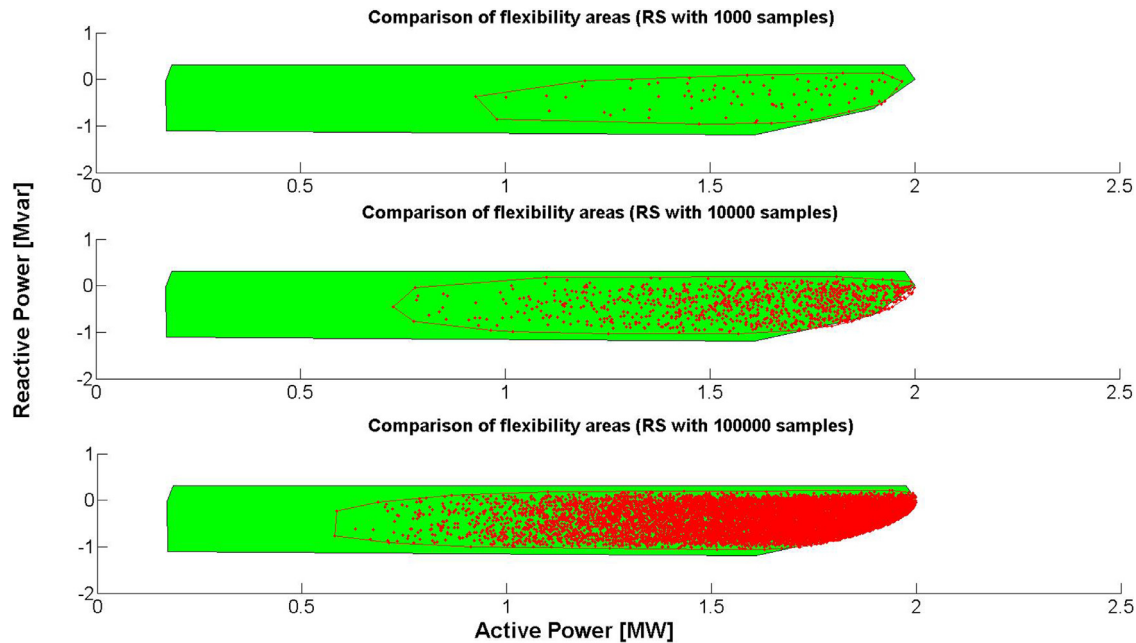 Comparison of flexibility areas (RS with 1000 samples)
1
0
-1
-2
0 0.5 1 1.5 2 2.5
Comparison of flexibility areas (RS with 10000 samples)
1
0
-1
-2
0 0.5 1 1.5 2 2.5
Reactive Power [Mvar]
Comparison of flexibility areas (RS with 100000 samples)
1
0
-1
-2
0 0.5 1 1.5 2 2.5
Active Power [MW]